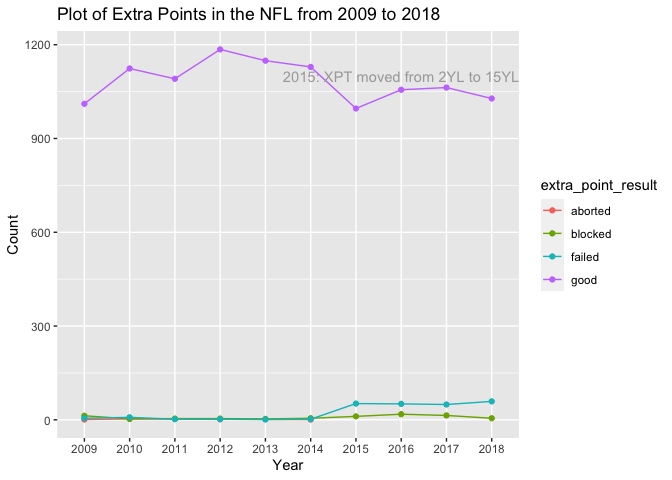 Plot of Extra Points in the NFL from 2009 to 2018
1200
900
600
300
0
Count
2015: XPT moved from 2YL to 15YL
2009 2010 2011 2012 2013 2014 2015 2016 2017 2018
Year
extra_point_result
aborted
blocked
failed
good